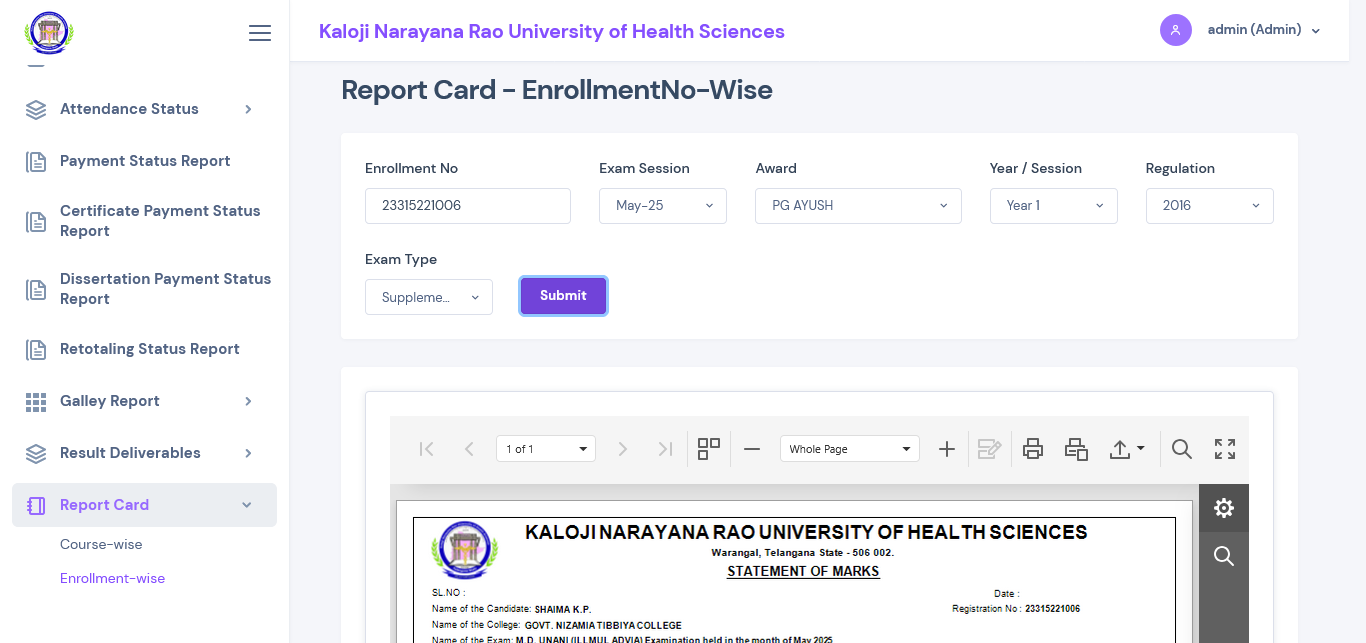 Kaloji Narayana Rao University of Health Sciences
admin (Admin)
Attendance Status
Payment Status Report
Certificate Payment Status
Report
Dissertation Payment Status
Report
Retotaling Status Report
Galley Report
Result Deliverables
Report Card
Course-wise
Enrollment-wise
Report Card - EnrollmentNo-Wise
Enrollment No
Exam Session
Award
Year / Session
Regulation
23315221006
May-25
PG AYUSH
Year 1
2016
Exam Type
Suppleme...
Submit
1 of 1
Whole Page
KALOJI NARAYANA RAO UNIVERSITY OF HEALTH SCIENCES
Warangal, Telangana State - 506 002.
STATEMENT OF MARKS
SL.NO :
Date :
Name of the Candidate: SHAIMA K.P.
Registration No : 23315221006
Name of the College: GOVT. NIZAMIA TIBBIYA COLLEGE
Name of the Exam: M.D. UNANI (ILLMUL ADVIA) Examination held in the month of May 2025